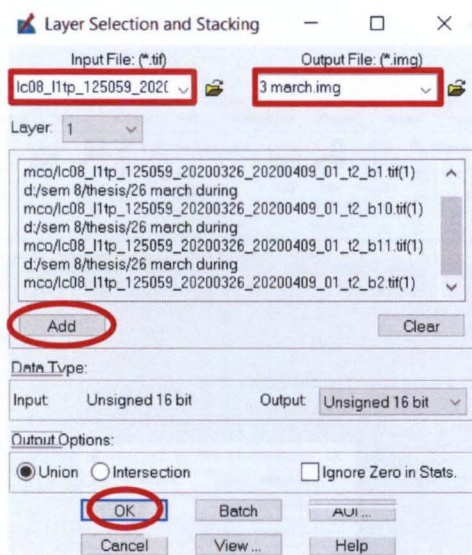 Layer Selection and Stacking
Input File: (*.tif) Output File: (*.img)
lc08_l1tp_125059_202( 3 march.img
Layer: 1
mco/lc08_l1tp_125059_20200326_20200409_01_t2_b1.tif(1)
d:/sem 8/thesis/26 march during
mco/lc08_l1tp_125059_20200326_20200409_01_t2_b10.tif(1)
d:/sem 8/thesis/26 march during
mco/lc08_l1tp_125059_20200326_20200409_01_t2_b11.tif(1)
d:/sem 8/thesis/26 march during
mco/lc08_l1tp_125059_20200326_20200409_01_t2_b2.tif(1)
Add Clear
Data Type:
Input: Unsigned 16 bit Output: Unsigned 16 bit
Output Options:
Union Intersection Ignore Zero in Stats.
OK Batch AOI ...
Cancel View ... Help